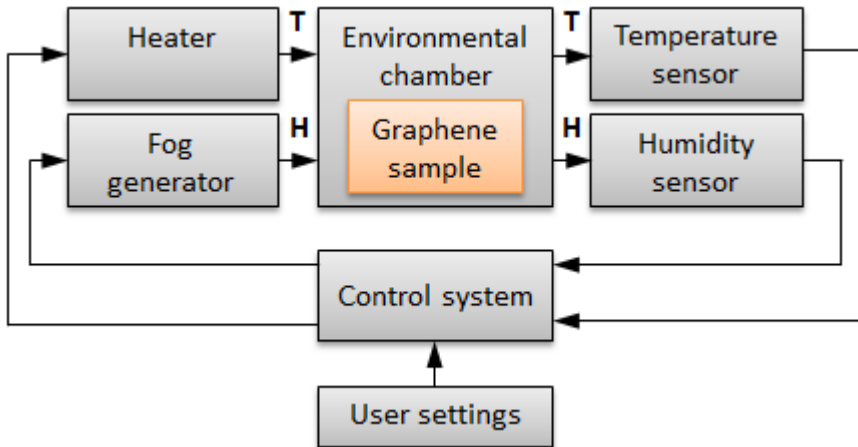 Heater
T
Environmental
chamber
T
Temperature
sensor
Fog
generator
H
Graphene
sample
H
Humidity
sensor
Control system
User settings